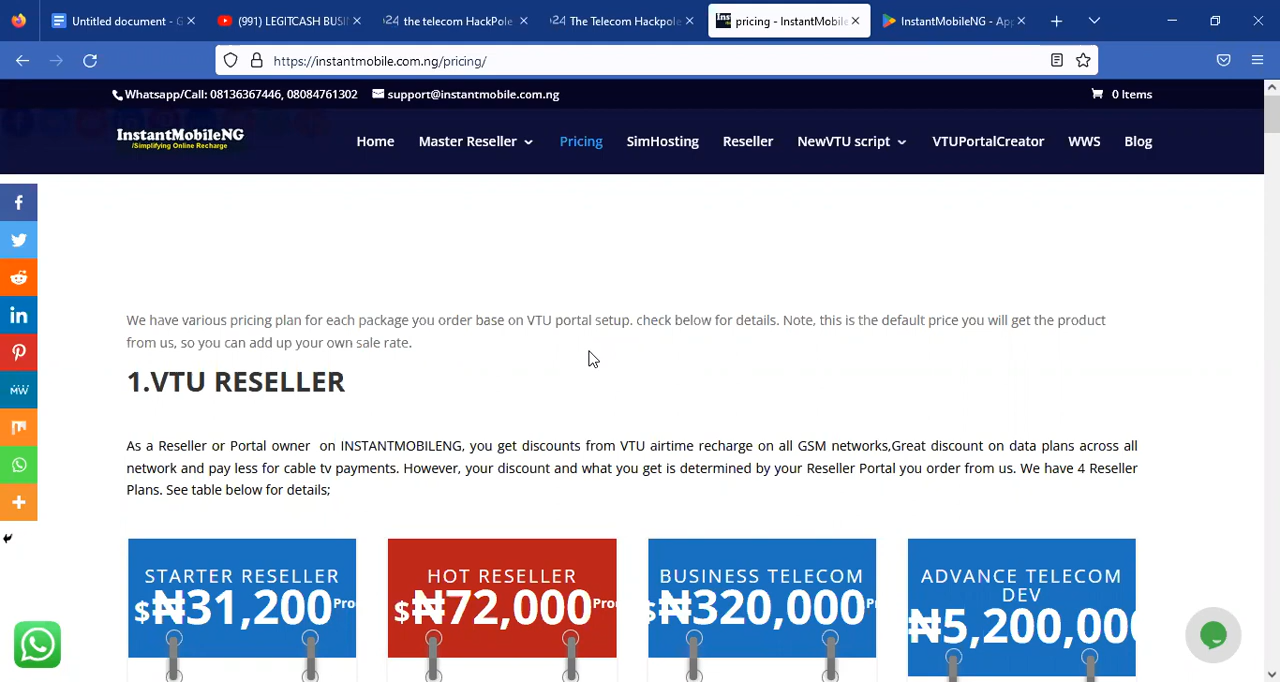 Untitled document - G
(991) LEGITCASH BUSIN
the telecom HackPole
The Telecom Hackpole
pricing - InstantMobile
InstantMobileNG - App
https://instantmobile.com.ng/pricing/
Whatsapp/Call: 08136367446, 08084761302 support@instantmobile.com.ng 0 Items
InstantMobileNG
/Simplifying Online Recharge
Home Master Reseller Pricing SimHosting Reseller NewVTU script VTUPortalCreator WWS Blog
We have various pricing plan for each package you order base on VTU portal setup. check below for details. Note, this is the default price you will get the product
from us, so you can add up your own sale rate.
1.VTU RESELLER
As a Reseller or Portal owner on INSTANTMOBILENG, you get discounts from VTU airtime recharge on all GSM networks,Great discount on data plans across all
network and pay less for cable tv payments. However, your discount and what you get is determined by your Reseller Portal you order from us. We have 4 Reseller
Plans. See table below for details;
STARTER RESELLER
$₦31,200Pro
HOT RESELLER
$₦72,000Pro
BUSINESS TELECOM
$₦320,000P
ADVANCE TELECOM
DEV
₦5,200,000